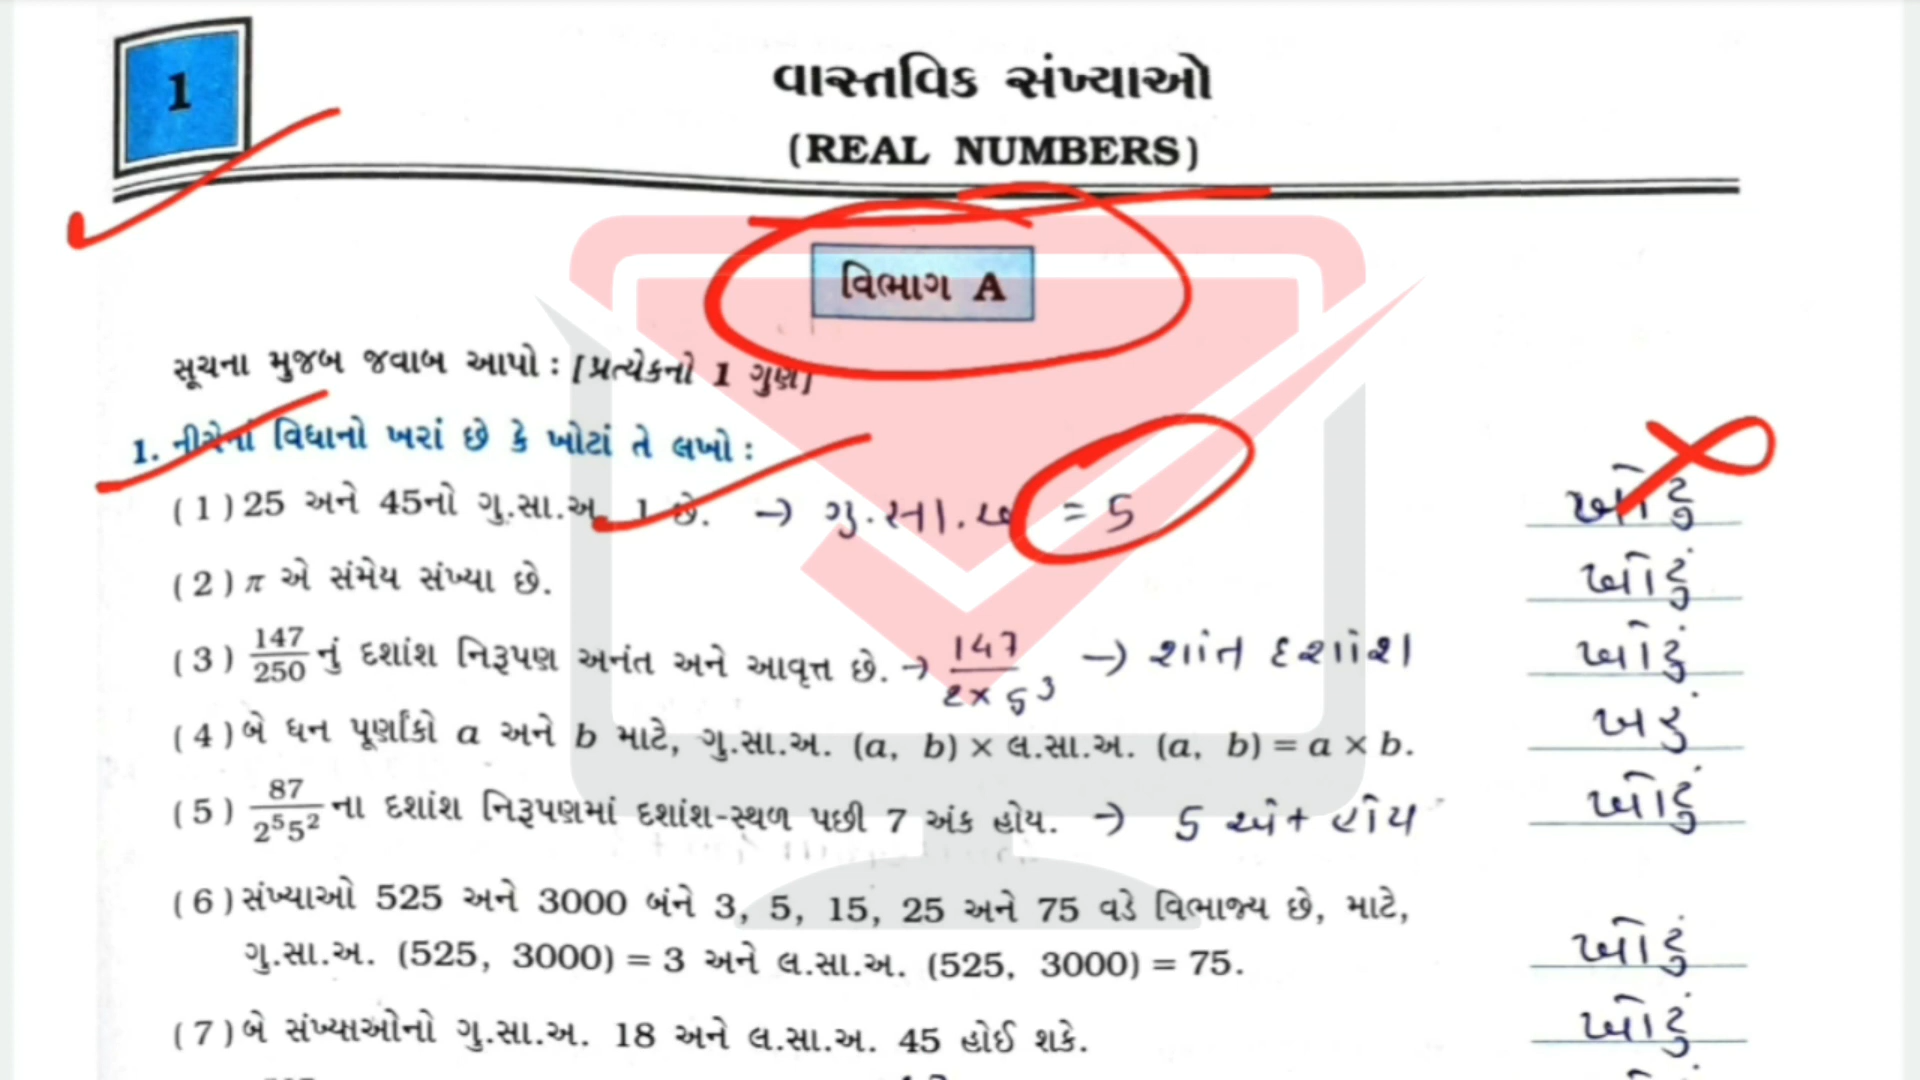 1
વાસ્તવિક સંખ્યાઓ
(REAL NUMBERS)
વિભાગ A
સૂચના મુજબ જવાબ આપો : [પ્રત્યેકનો 1 ગુણ]
1. નીચેનાં વિધાનો ખરાં છે કે ખોટાં તે લખો :
(1) 25 અને 45નો ગુ.સા.અ. 1 છે. → ગુ.સા.અ = 5 ખોટું
(2) π એ સંમેય સંખ્યા છે. ખોટું
(3) 147/250 નું દશાંશ નિરૂપણ અનંત અને આવૃત્ત છે. → 147/2×5³ → શાંત દશાંશ ખોટું
(4) બે ધન પૂર્ણાંકો a અને b માટે, ગુ.સા.અ. (a, b) × લ.સા.અ. (a, b) = a × b. ખરું
(5) 87/2⁵5² ના દશાંશ નિરૂપણમાં દશાંશ-સ્થળ પછી 7 અંક હોય. → 5 અંક હોય ખોટું
(6) સંખ્યાઓ 525 અને 3000 બંને 3, 5, 15, 25 અને 75 વડે વિભાજ્ય છે, માટે,
ગુ.સા.અ. (525, 3000) = 3 અને લ.સા.અ. (525, 3000) = 75. ખોટું
(7) બે સંખ્યાઓનો ગુ.સા.અ. 18 અને લ.સા.અ. 45 હોઈ શકે. ખોટું